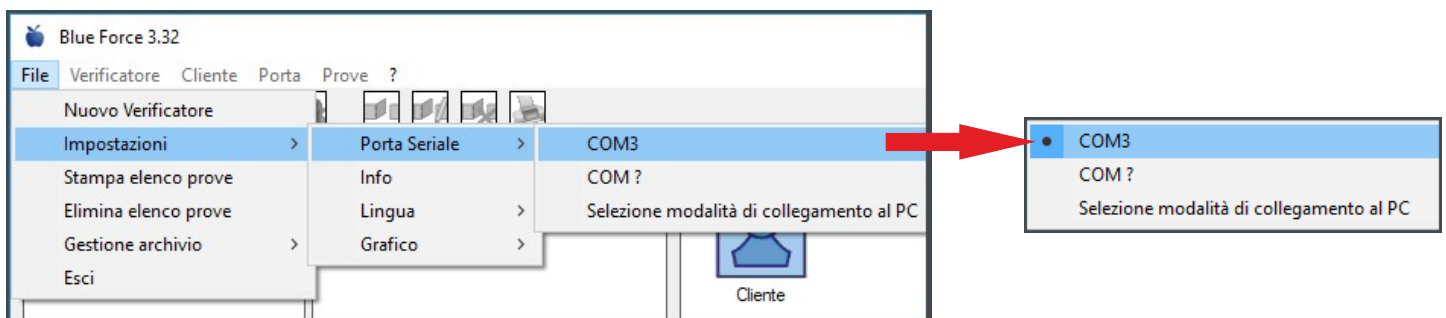 Blue Force 3.32
File Verificatore Cliente Porta Prove ?
Nuovo Verificatore
Impostazioni > Porta Seriale > COM3
Stampa elenco prove Info COM ?
Elimina elenco prove Lingua > Selezione modalità di collegamento al PC
Gestione archivio > Grafico >
Esci
Cliente
COM3
COM ?
Selezione modalità di collegamento al PC